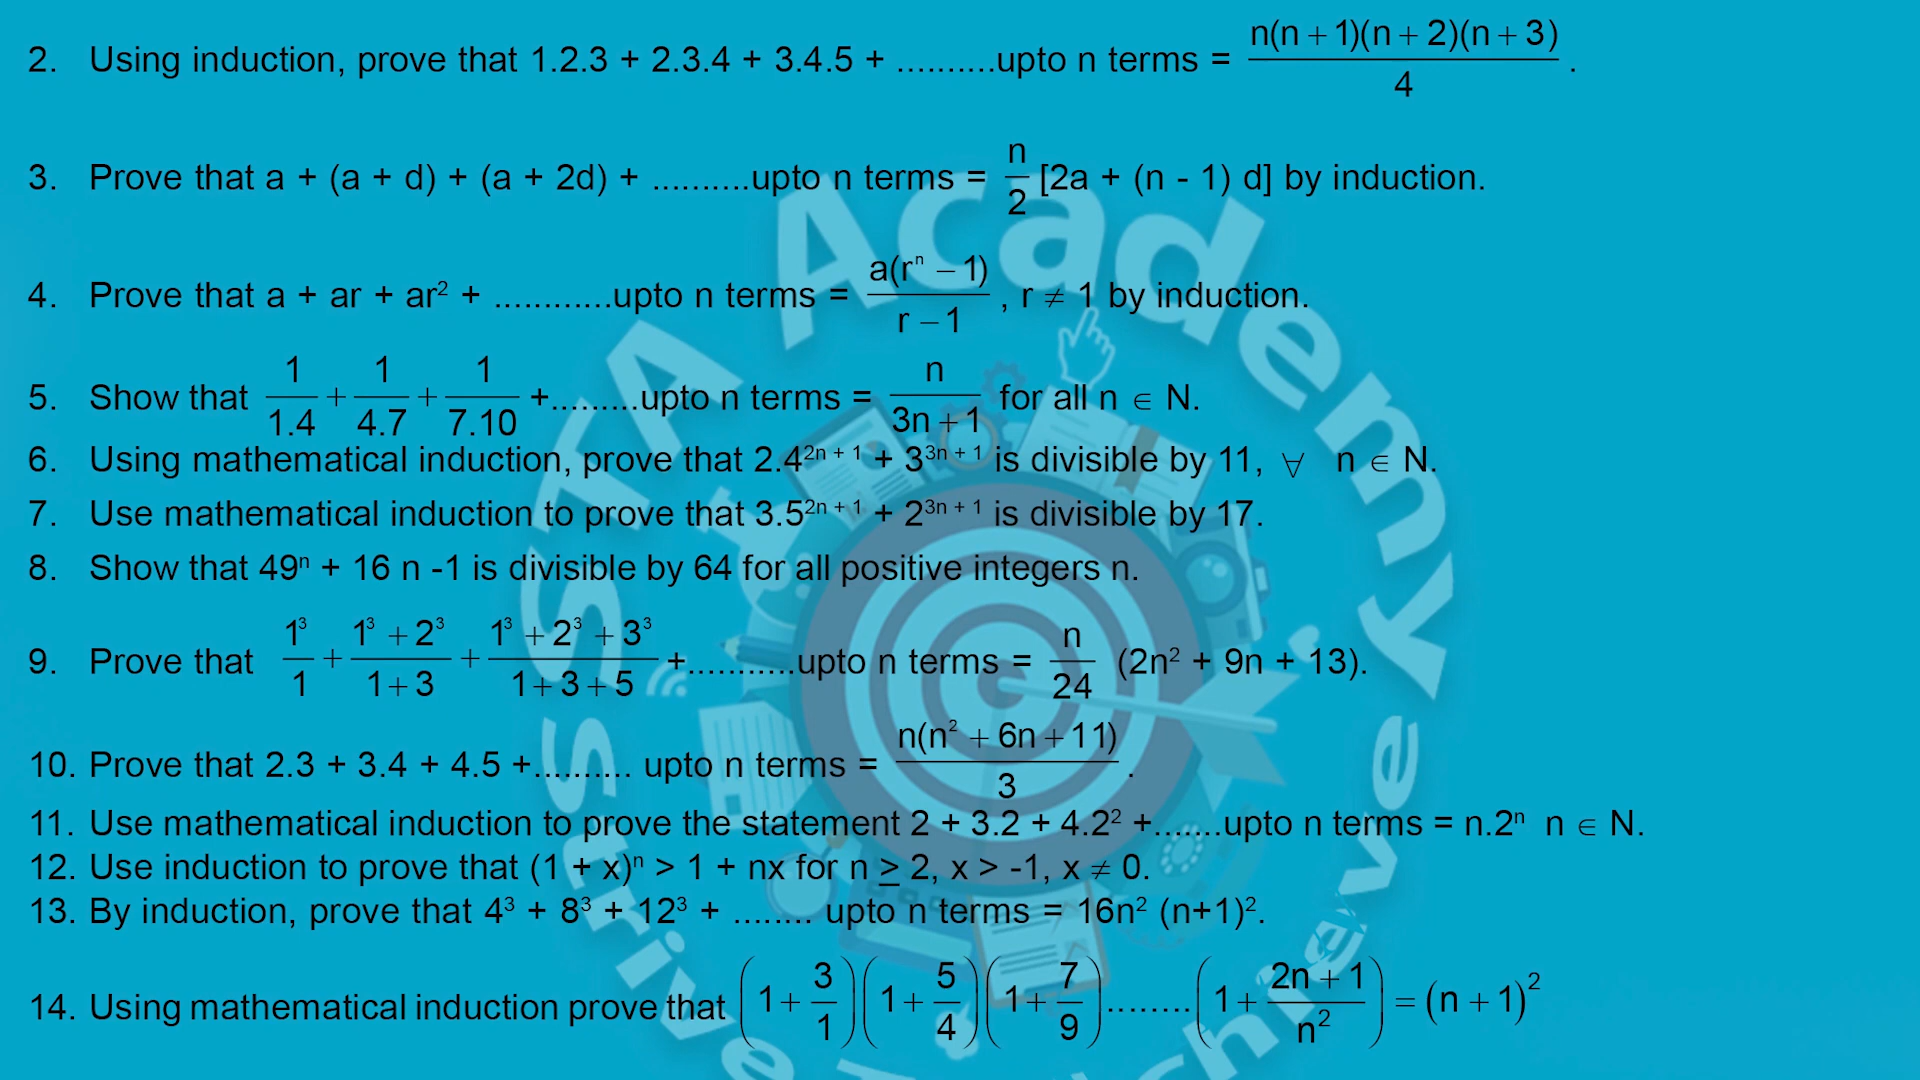 2. Using induction, prove that 1.2.3 + 2.3.4 + 3.4.5 + ..........upto n terms = n(n + 1)(n + 2)(n + 3)/4 .
3. Prove that a + (a + d) + (a + 2d) + ..........upto n terms = n/2 [2a + (n - 1) d] by induction.
4. Prove that a + ar + ar² + ............upto n terms = a(rⁿ – 1)/(r – 1) , r ≠ 1 by induction.
5. Show that 1/1.4 + 1/4.7 + 1/7.10 +.........upto n terms = n/(3n + 1) for all n ∈ N.
6. Using mathematical induction, prove that 2.4²ⁿ ⁺ ¹ + 3³ⁿ ⁺ ¹ is divisible by 11, ∀ n ∈ N.
7. Use mathematical induction to prove that 3.5²ⁿ ⁺ ¹ + 2³ⁿ ⁺ ¹ is divisible by 17.
8. Show that 49ⁿ + 16 n -1 is divisible by 64 for all positive integers n.
9. Prove that 1³/1 + (1³ + 2³)/(1 + 3) + (1³ + 2³ + 3³)/(1 + 3 + 5) +...........upto n terms = n/24 (2n² + 9n + 13).
10. Prove that 2.3 + 3.4 + 4.5 +.......... upto n terms = n(n² + 6n + 11)/3 .
11. Use mathematical induction to prove the statement 2 + 3.2 + 4.2² +.......upto n terms = n.2ⁿ n ∈ N.
12. Use induction to prove that (1 + x)ⁿ > 1 + nx for n ≥ 2, x > -1, x ≠ 0.
13. By induction, prove that 4³ + 8³ + 12³ + ........ upto n terms = 16n² (n+1)².
14. Using mathematical induction prove that (1 + 3/1)(1 + 5/4)(1 + 7/9)........(1 + (2n + 1)/n²) = (n + 1)²
STA Academy
Strive